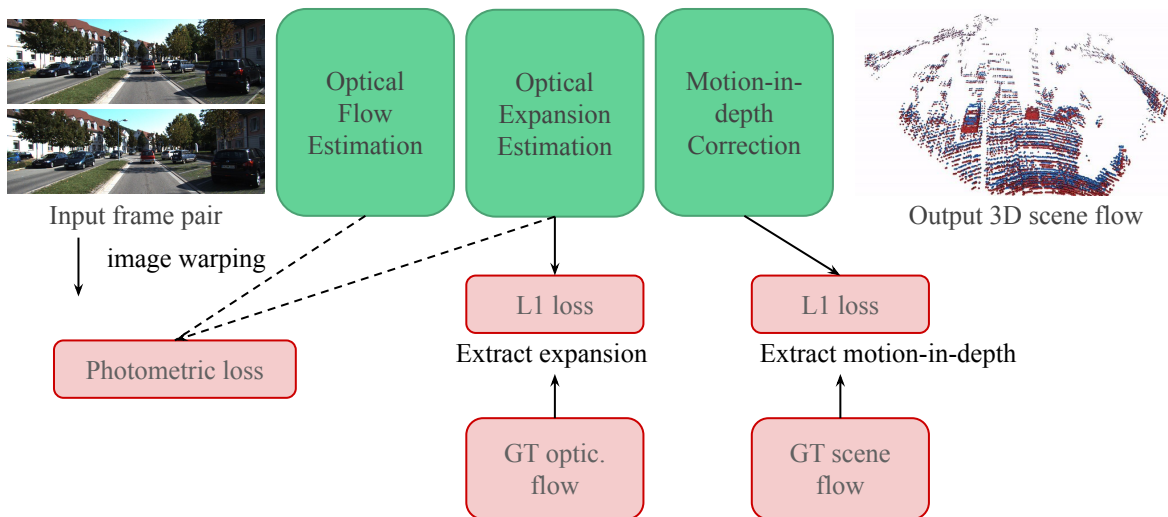 Optical
Flow
Estimation
Optical
Expansion
Estimation
Motion-in-
depth
Correction
Input frame pair
Output 3D scene flow
image warping
L1 loss
L1 loss
Extract expansion
Extract motion-in-depth
Photometric loss
GT optic.
flow
GT scene
flow